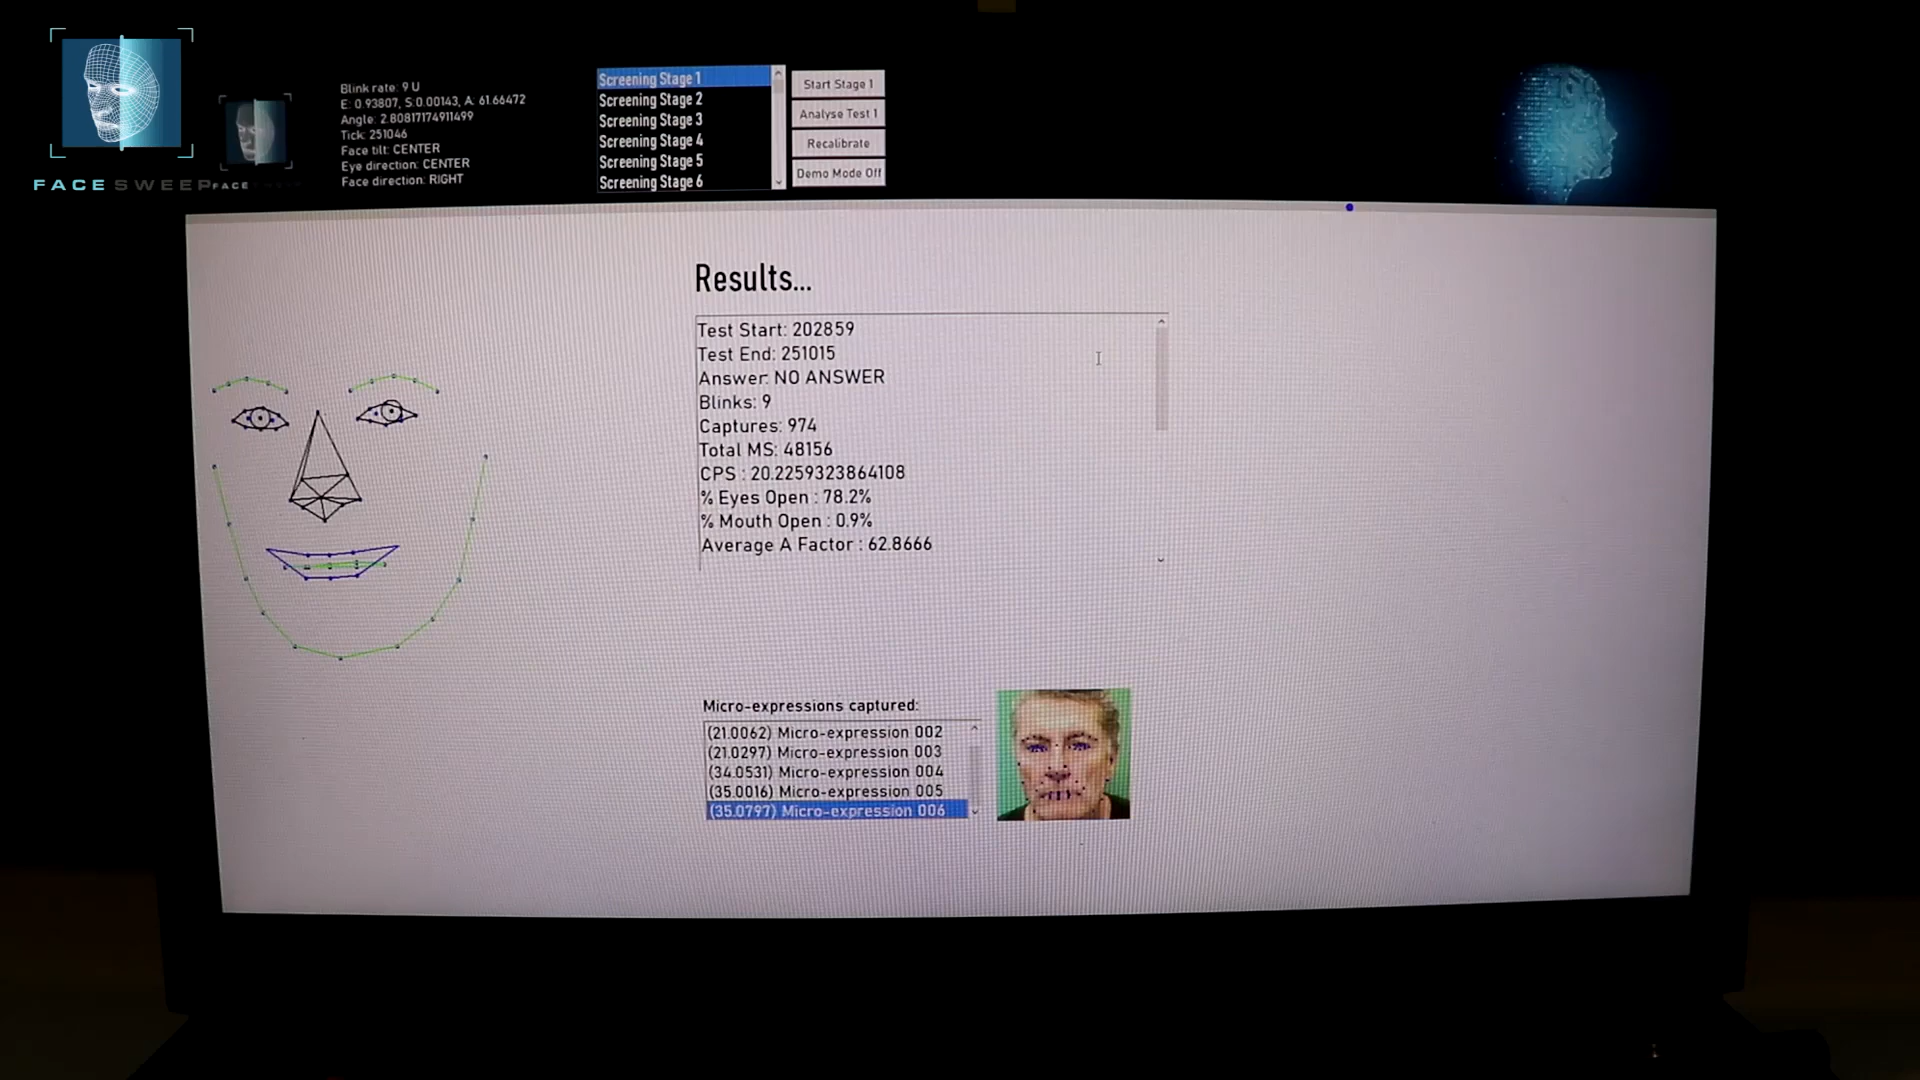 FACE SWEEP
FACE
Blink rate: 9 U
E: 0.93807, S:0.00143, A: 61.66472
Angle: 2.80817174911499
Tick: 251046
Face tilt: CENTER
Eye direction: CENTER
Face direction: RIGHT
Screening Stage 1
Screening Stage 2
Screening Stage 3
Screening Stage 4
Screening Stage 5
Screening Stage 6
Start Stage 1
Analyse Test 1
Recalibrate
Demo Mode Off
Results...
Test Start: 202859
Test End: 251015
Answer: NO ANSWER
Blinks: 9
Captures: 974
Total MS: 48156
CPS : 20.2259323864108
% Eyes Open : 78.2%
% Mouth Open : 0.9%
Average A Factor : 62.8666
Micro-expressions captured:
(21.0062) Micro-expression 002
(21.0297) Micro-expression 003
(34.0531) Micro-expression 004
(35.0016) Micro-expression 005
(35.0797) Micro-expression 006